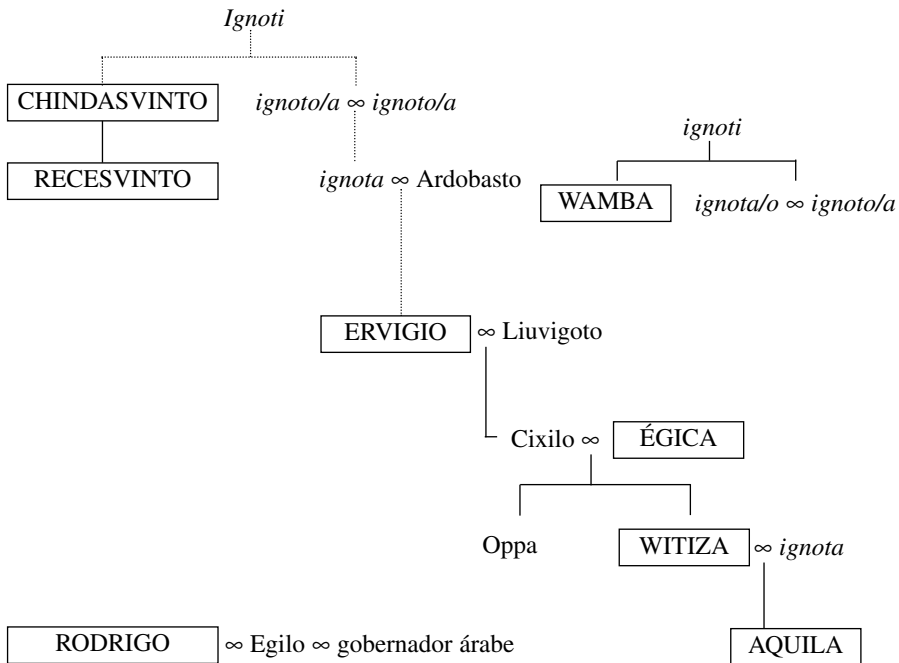 Ignoti
CHINDASVINTO ignoto/a ∞ ignoto/a
ignoti
RECESVINTO ignota ∞ Ardobasto
WAMBA ignota/o ∞ ignoto/a
ERVIGIO ∞ Liuvigoto
Cixilo ∞ ÉGICA
Oppa WITIZA ∞ ignota
RODRIGO ∞ Egilo ∞ gobernador árabe AQUILA